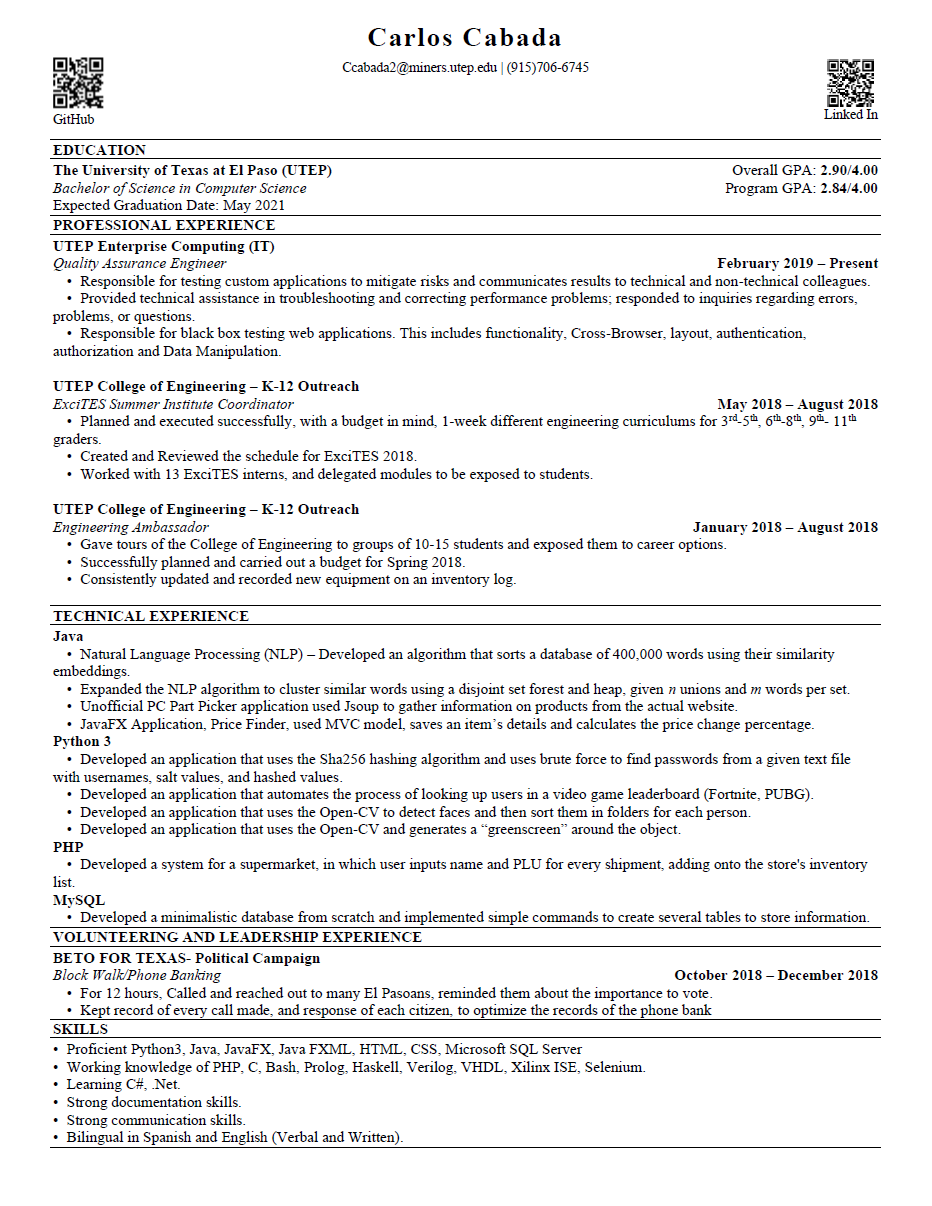 Carlos Cabada
Ccabada2@miners.utep.edu | (915)706-6745
GitHub
Linked In
EDUCATION
The University of Texas at El Paso (UTEP) Overall GPA: 2.90/4.00
Bachelor of Science in Computer Science Program GPA: 2.84/4.00
Expected Graduation Date: May 2021
PROFESSIONAL EXPERIENCE
UTEP Enterprise Computing (IT)
Quality Assurance Engineer February 2019 – Present
• Responsible for testing custom applications to mitigate risks and communicates results to technical and non-technical colleagues.
• Provided technical assistance in troubleshooting and correcting performance problems; responded to inquiries regarding errors,
problems, or questions.
• Responsible for black box testing web applications. This includes functionality, Cross-Browser, layout, authentication,
authorization and Data Manipulation.
UTEP College of Engineering – K-12 Outreach
ExciTES Summer Institute Coordinator May 2018 – August 2018
• Planned and executed successfully, with a budget in mind, 1-week different engineering curriculums for 3rd-5th, 6th-8th, 9th- 11th
graders.
• Created and Reviewed the schedule for ExciTES 2018.
• Worked with 13 ExciTES interns, and delegated modules to be exposed to students.
UTEP College of Engineering – K-12 Outreach
Engineering Ambassador January 2018 – August 2018
• Gave tours of the College of Engineering to groups of 10-15 students and exposed them to career options.
• Successfully planned and carried out a budget for Spring 2018.
• Consistently updated and recorded new equipment on an inventory log.
TECHNICAL EXPERIENCE
Java
• Natural Language Processing (NLP) – Developed an algorithm that sorts a database of 400,000 words using their similarity
embeddings.
• Expanded the NLP algorithm to cluster similar words using a disjoint set forest and heap, given n unions and m words per set.
• Unofficial PC Part Picker application used Jsoup to gather information on products from the actual website.
• JavaFX Application, Price Finder, used MVC model, saves an item’s details and calculates the price change percentage.
Python 3
• Developed an application that uses the Sha256 hashing algorithm and uses brute force to find passwords from a given text file
with usernames, salt values, and hashed values.
• Developed an application that automates the process of looking up users in a video game leaderboard (Fortnite, PUBG).
• Developed an application that uses the Open-CV to detect faces and then sort them in folders for each person.
• Developed an application that uses the Open-CV and generates a “greenscreen” around the object.
PHP
• Developed a system for a supermarket, in which user inputs name and PLU for every shipment, adding onto the store's inventory
list.
MySQL
• Developed a minimalistic database from scratch and implemented simple commands to create several tables to store information.
VOLUNTEERING AND LEADERSHIP EXPERIENCE
BETO FOR TEXAS- Political Campaign
Block Walk/Phone Banking October 2018 – December 2018
• For 12 hours, Called and reached out to many El Pasoans, reminded them about the importance to vote.
• Kept record of every call made, and response of each citizen, to optimize the records of the phone bank
SKILLS
• Proficient Python3, Java, JavaFX, Java FXML, HTML, CSS, Microsoft SQL Server
• Working knowledge of PHP, C, Bash, Prolog, Haskell, Verilog, VHDL, Xilinx ISE, Selenium.
• Learning C#, .Net.
• Strong documentation skills.
• Strong communication skills.
• Bilingual in Spanish and English (Verbal and Written).